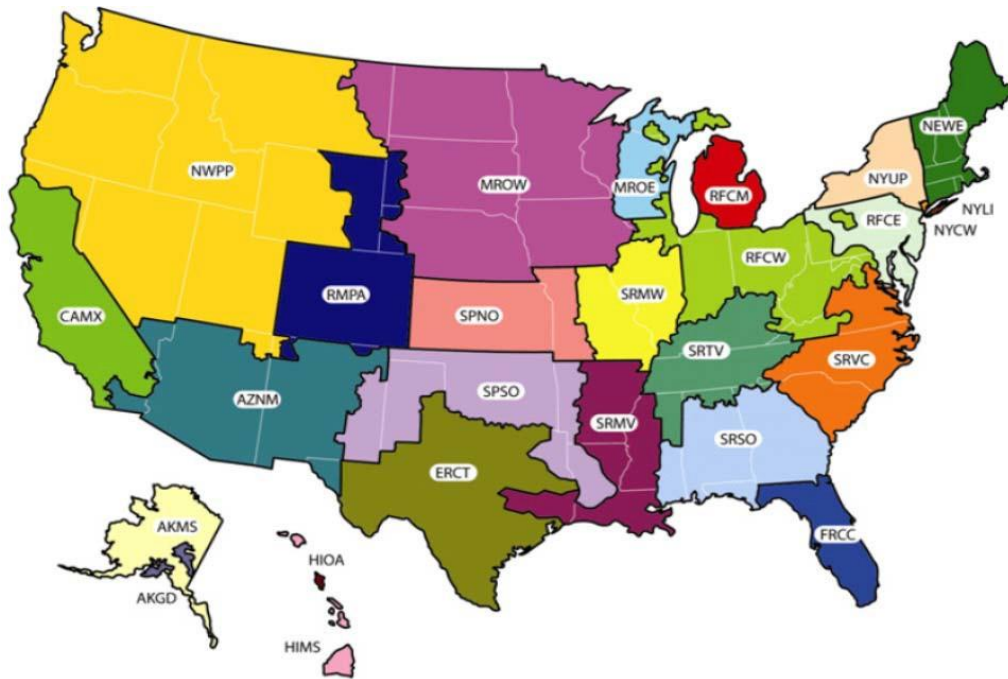 NWPP
MROW
MROE
RFCM
NEWE
NYUP
NYLI
NYCW
RFCE
RFCW
CAMX
RMPA
SPNO
SRMW
SRTV
SRVC
AZNM
SPSO
SRMV
SRSO
ERCT
FRCC
AKMS
AKGD
HIOA
HIMS